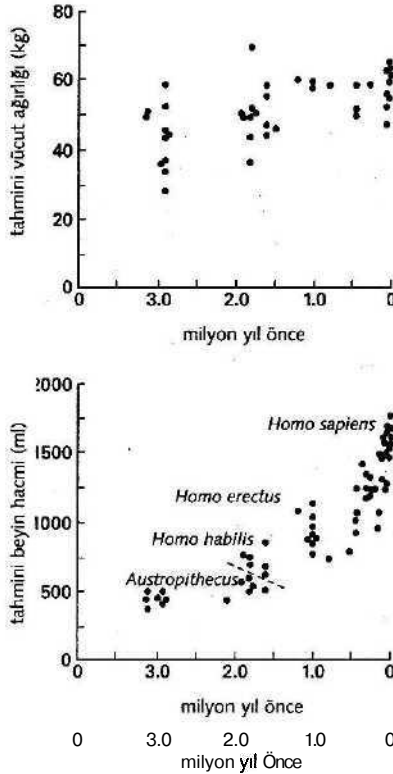 tahmini vücut ağırlığı (kg)
80
60
40
20
0
0 3.0 2.0 1.0 0
milyon yıl önce
tahmini beyin hacmi (ml)
2000
1500
1000
500
0
Homo sapiens
Homo erectus
Homo habilis
Austropithecus
0 3.0 2.0 1.0 0
milyon yıl önce
0 3.0 2.0 1.0 0
milyon yıl Önce